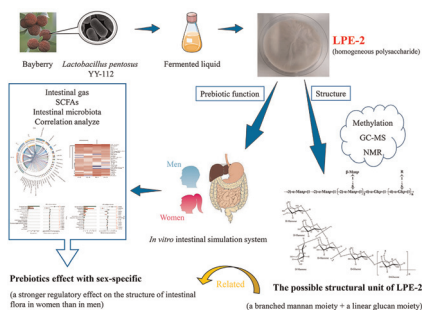 Bayberry
Lactobacillus pentosus
YY-112
Fermented liquid
LPE-2
(homogeneous polysaccharide)
Prebiotic function
Structure
Intestinal gas
SCFAs
Intestinal microbiota
Correlation analyze
Methylation
GC-MS
NMR
Men
Women
In vitro intestinal simulation system
Prebiotics effect with sex-specific
(a stronger regulatory effect on the structure of intestinal
flora in women than in men)
Related
The possible structural unit of LPE-2
(a branched mannan moiety + a linear glucan moiety)